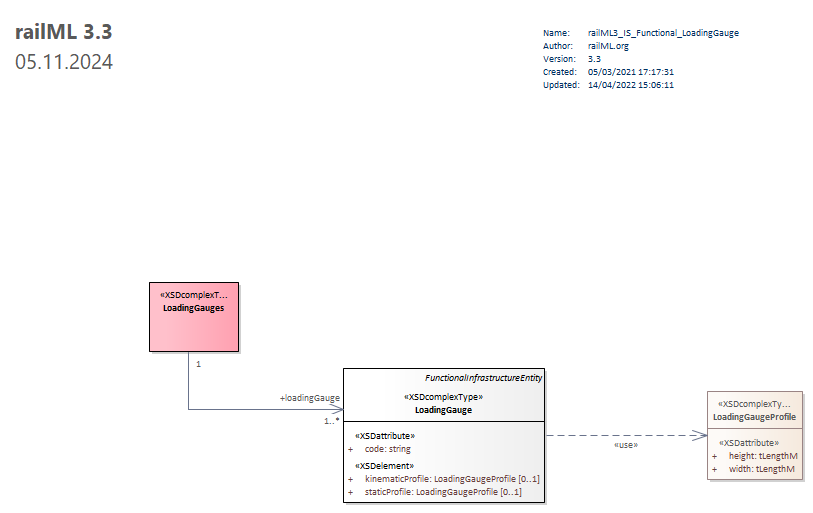 railML 3.3
05.11.2024
Name: railML3_IS_Functional_LoadingGauge
Author: railML.org
Version: 3.3
Created: 05/03/2021 17:17:31
Updated: 14/04/2022 15:06:11
«XSDcomplexT...
LoadingGauges
1
+loadingGauge
1..*
FunctionalInfrastructureEntity
«XSDcomplexType»
LoadingGauge
«XSDattribute»
+ code: string
«XSDelement»
+ kinematicProfile: LoadingGaugeProfile [0..1]
+ staticProfile: LoadingGaugeProfile [0..1]
«use»
«XSDcomplexTy...
LoadingGaugeProfile
«XSDattribute»
+ height: tLengthM
+ width: tLengthM